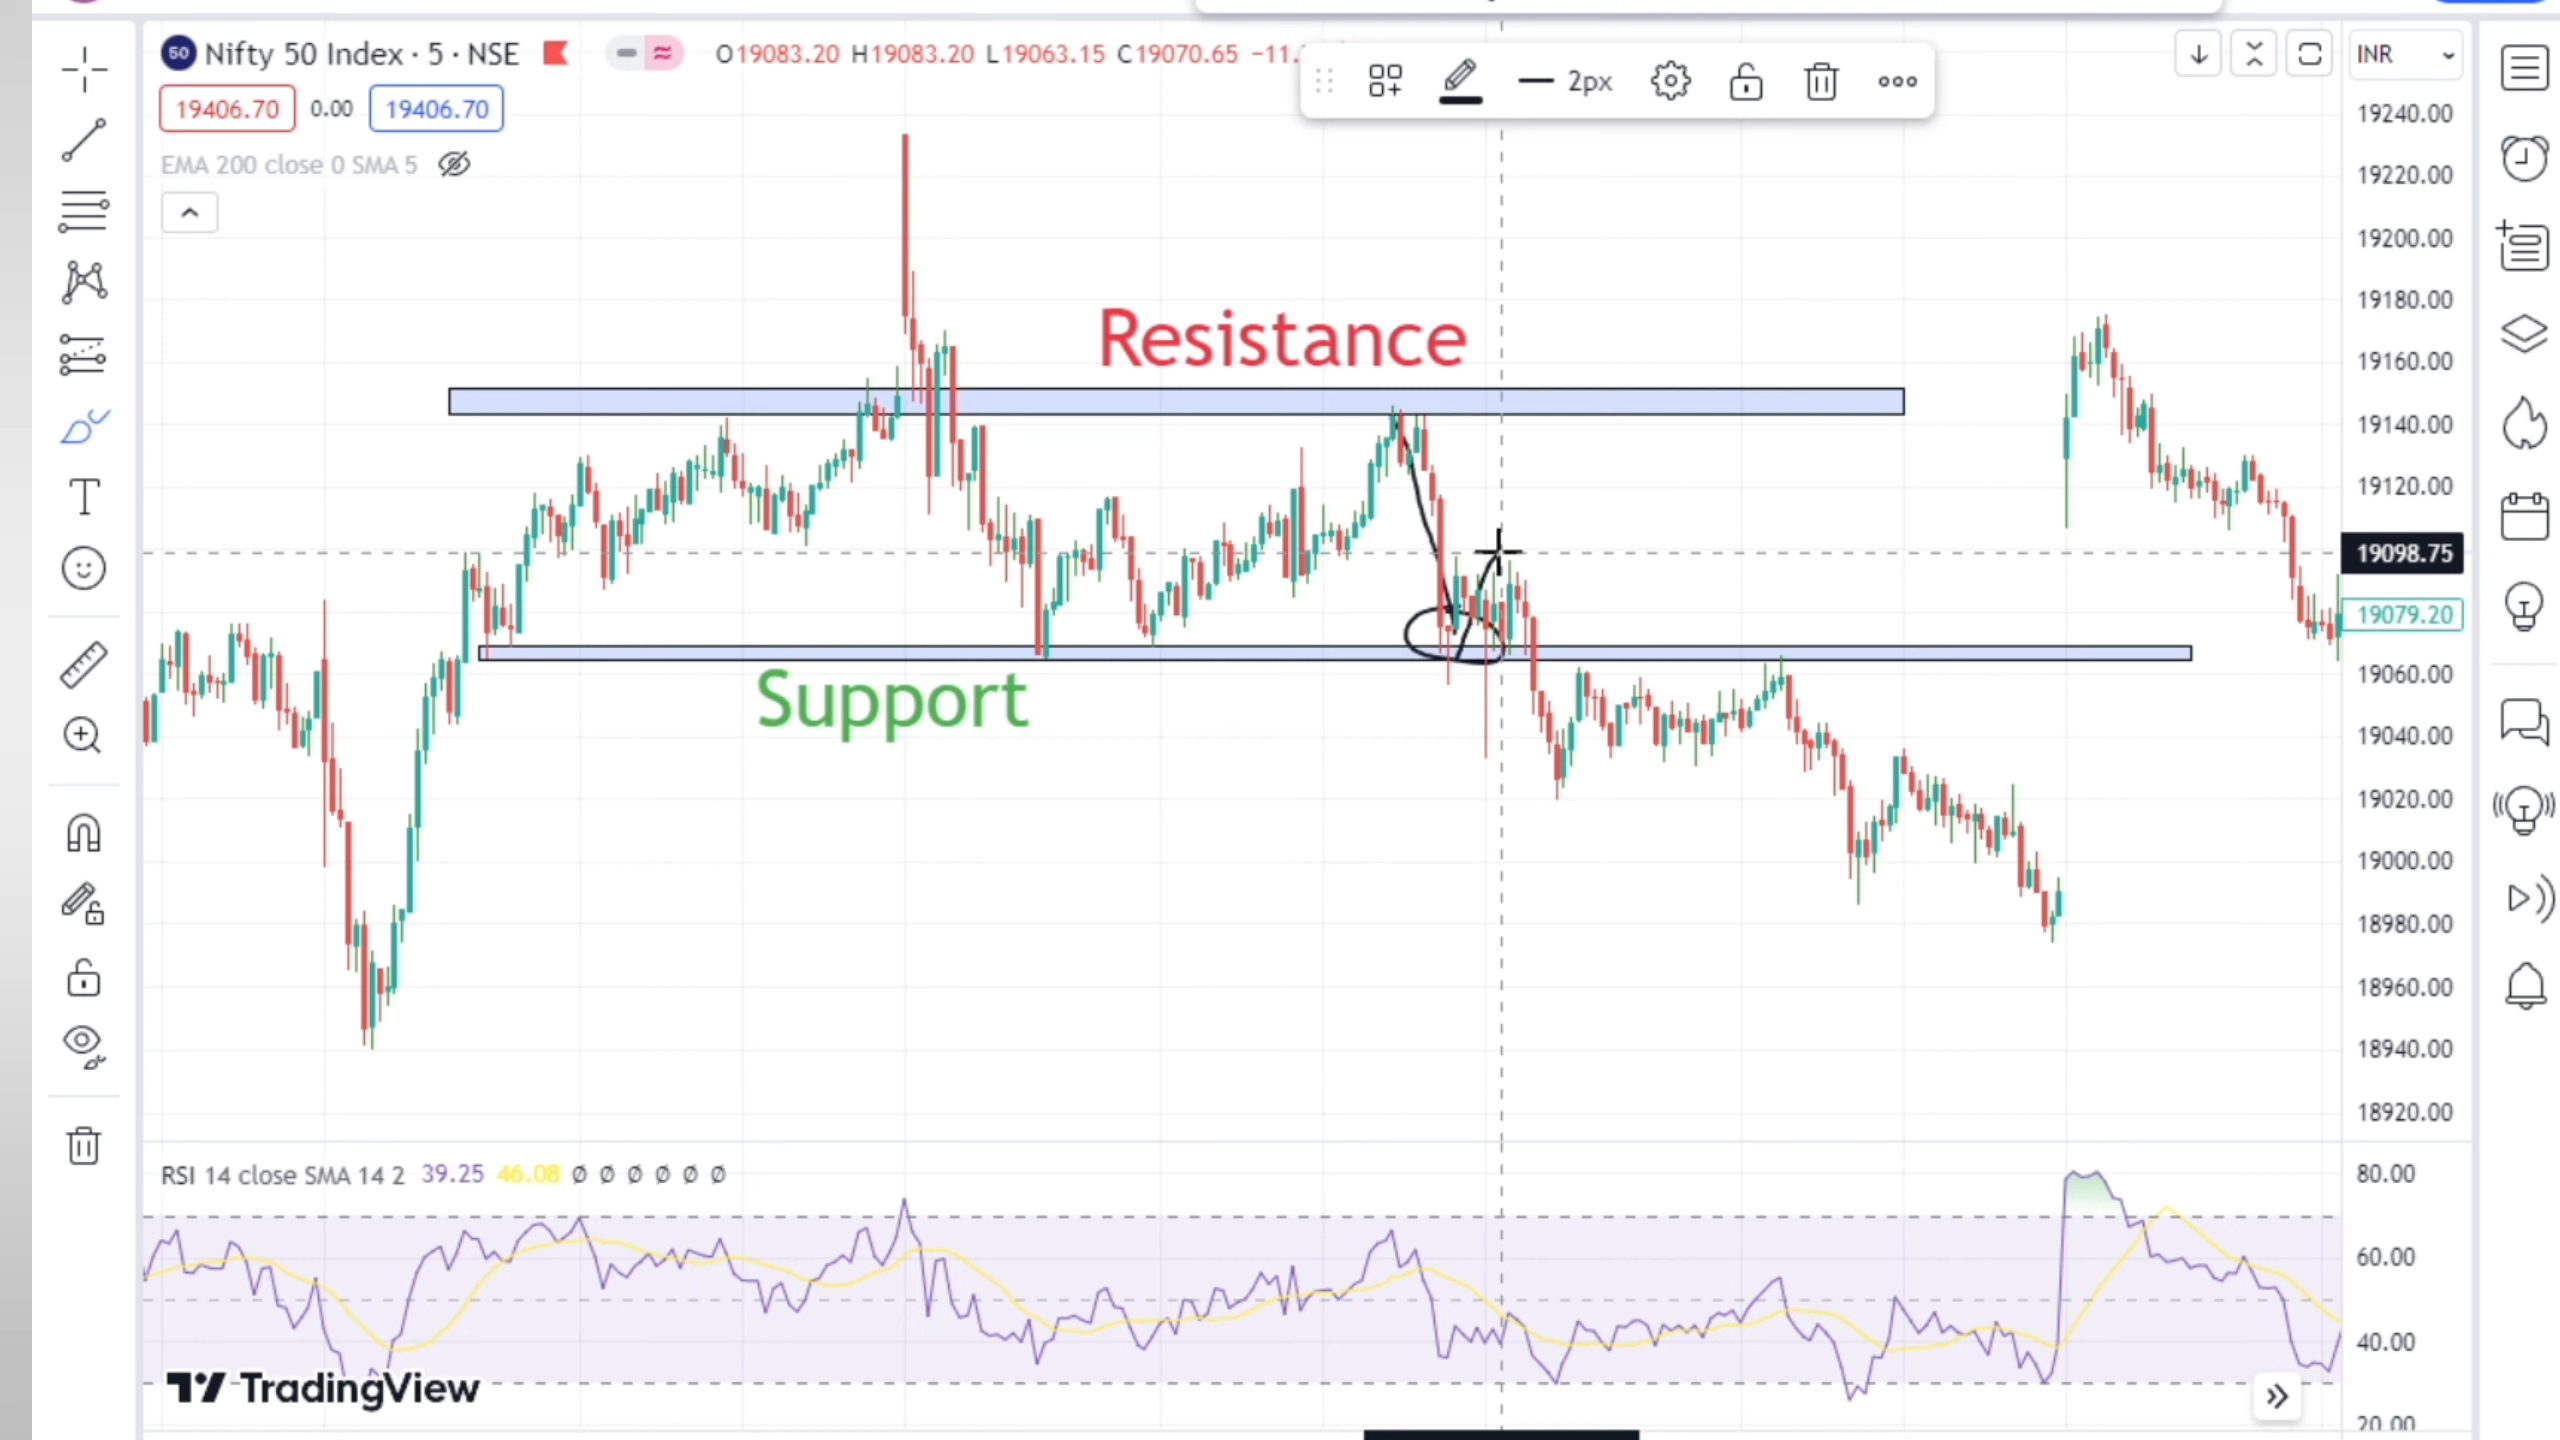 50 Nifty 50 Index · 5 · NSE O19083.20 H19083.20 L19063.15 C19070.65 −11.
2px
INR
19406.70 0.00 19406.70
EMA 200 close 0 SMA 5
19240.00
19220.00
19200.00
19180.00
19160.00
19140.00
19120.00
19098.75
19079.20
19060.00
19040.00
19020.00
19000.00
18980.00
18960.00
18940.00
18920.00
Resistance
Support
RSI 14 close SMA 14 2 39.25 46.08 ∅ ∅ ∅ ∅ ∅ ∅
80.00
60.00
40.00
20.00
TradingView